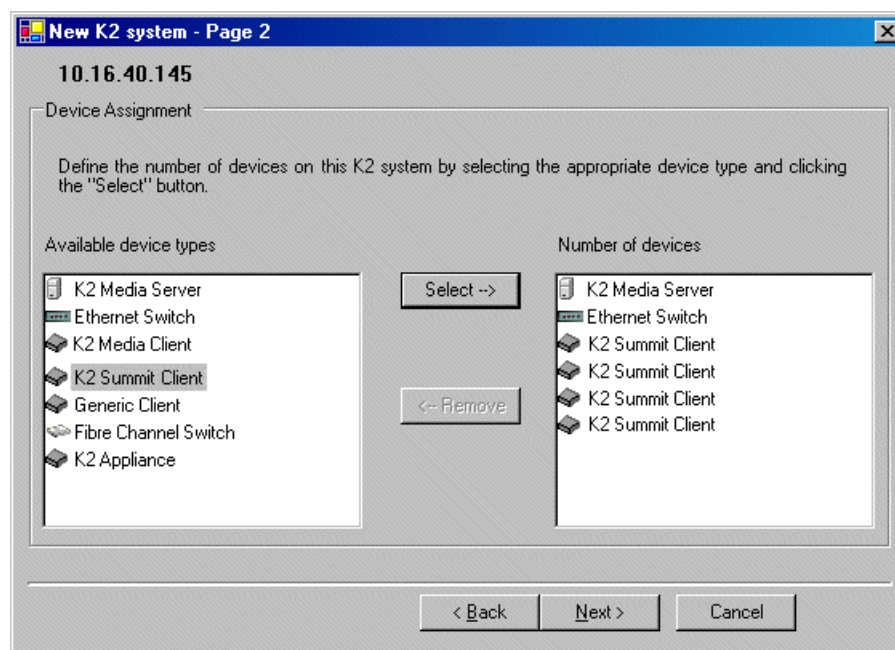 New K2 system - Page 2
10.16.40.145
Device Assignment
Define the number of devices on this K2 system by selecting the appropriate device type and clicking
the "Select" button.
Available device types
Number of devices
K2 Media Server
Ethernet Switch
K2 Media Client
K2 Summit Client
Generic Client
Fibre Channel Switch
K2 Appliance
Select -->
<-- Remove
K2 Media Server
Ethernet Switch
K2 Summit Client
K2 Summit Client
K2 Summit Client
K2 Summit Client
< Back
Next >
Cancel